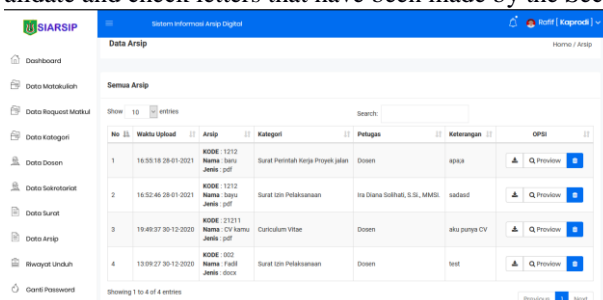 andate and check letters that have been made by the Sec
SIARSIP
Sistem Informasi Arsip Digital
Rafif [ Kaprodi ]
Data Arsip
Home / Arsip
Dashboard
Data Matakuliah
Data Request Matkul
Data Kategori
Data Dosen
Data Sekretariat
Data Surat
Data Arsip
Riwayat Unduh
Ganti Password
Semua Arsip
Show 10 entries
Search:
No Waktu Upload Arsip Kategori Petugas Keterangan OPSI
1 16:55:18 28-01-2021 KODE : 1212
Nama : baru
Jenis : pdf
Surat Perintah Kerja Proyek jalan Dosen apa,a Preview
2 16:52:46 28-01-2021 KODE : 1212
Nama : bayu
Jenis : pdf
Surat Izin Pelaksanaan Ira Diana Solihati, S.Si., MMSI. sadasd Preview
3 19:49:37 30-12-2020 KODE : 21211
Nama : CV kamu
Jenis : pdf
Curiculum Vitae Dosen aku punya CV Preview
4 13:09:27 30-12-2020 KODE : 002
Nama : Fadil
Jenis : docx
Surat Izin Pelaksanaan Dosen test Preview
Showing 1 to 4 of 4 entries
Previous 1 Next